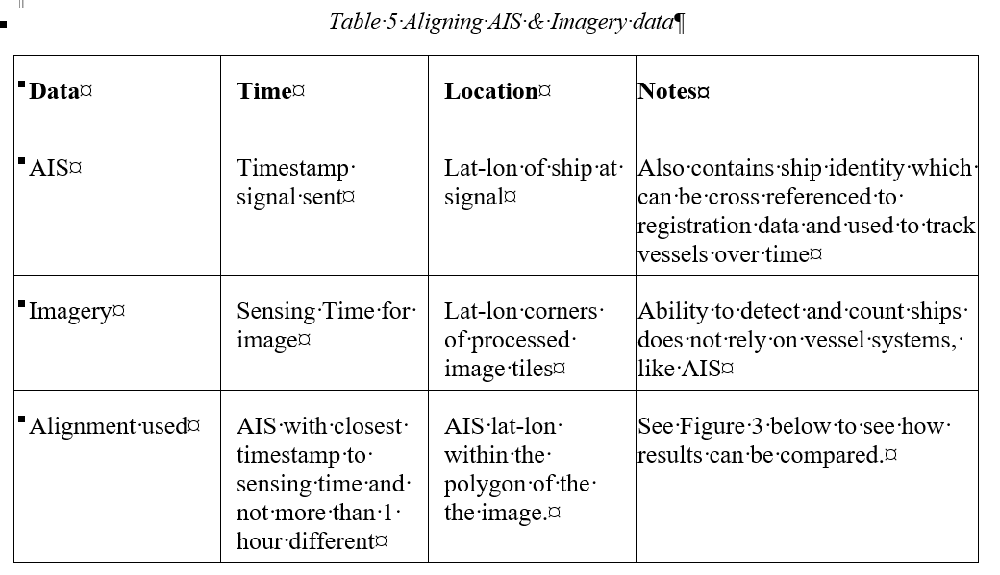 Table 5 Aligning AIS & Imagery data¶
Data¤
Time¤
Location¤
Notes¤
AIS¤
Timestamp
signal sent¤
Lat-lon of ship at
signal¤
Also contains ship identity which
can be cross referenced to
registration data and used to track
vessels over time¤
Imagery¤
Sensing Time for
image¤
Lat-lon corners
of processed
image tiles¤
Ability to detect and count ships
does not rely on vessel systems,
like AIS¤
Alignment used¤
AIS with closest
timestamp to
sensing time and
not more than 1
hour different¤
AIS lat-lon
within the
polygon of the
the image.¤
See Figure 3 below to see how
results can be compared.¤